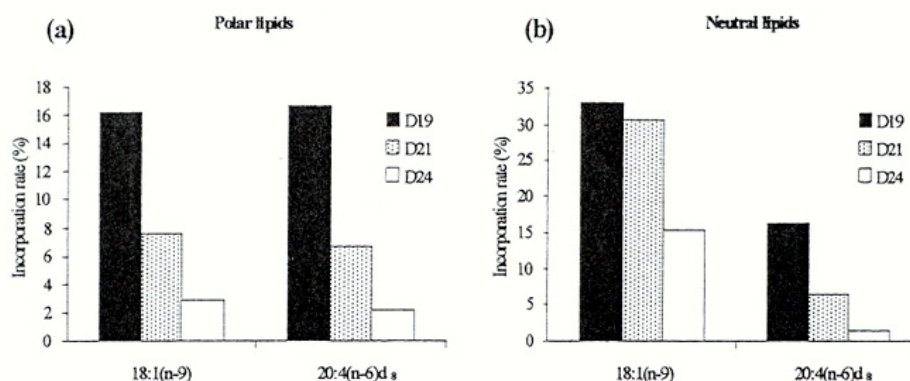 (a) Polar lipids
Incorporation rate (%)
18
16
14
12
10
8
6
4
2
0
D19
D21
D24
18:1(n-9) 20:4(n-6)d 8
(b) Neutral lipids
Incorporation rate (%)
35
30
25
20
15
10
5
0
D19
D21
D24
18:1(n-9) 20:4(n-6)d 8